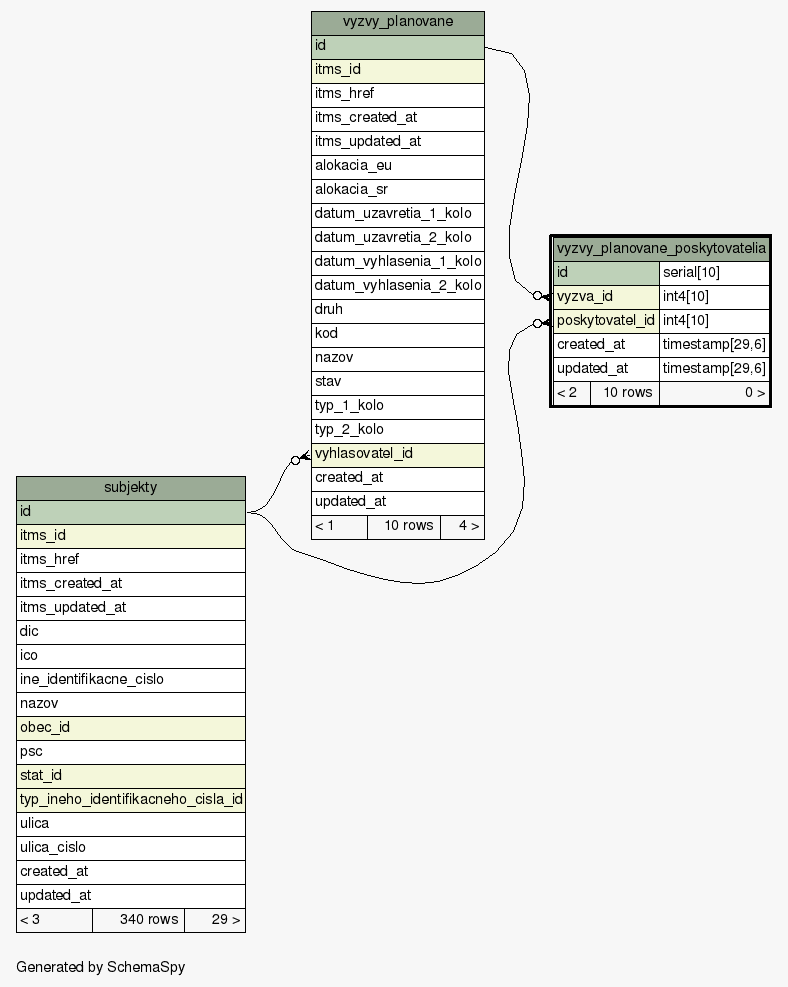 vyzvy_planovane
id
itms_id
itms_href
itms_created_at
itms_updated_at
alokacia_eu
alokacia_sr
datum_uzavretia_1_kolo
datum_uzavretia_2_kolo
datum_vyhlasenia_1_kolo
datum_vyhlasenia_2_kolo
druh
kod
nazov
stav
typ_1_kolo
typ_2_kolo
vyhlasovatel_id
created_at
updated_at
< 1 10 rows 4 >
vyzvy_planovane_poskytovatelia
id serial[10]
vyzva_id int4[10]
poskytovatel_id int4[10]
created_at timestamp[29,6]
updated_at timestamp[29,6]
< 2 10 rows 0 >
subjekty
id
itms_id
itms_href
itms_created_at
itms_updated_at
dic
ico
ine_identifikacne_cislo
nazov
obec_id
psc
stat_id
typ_ineho_identifikacneho_cisla_id
ulica
ulica_cislo
created_at
updated_at
< 3 340 rows 29 >
Generated by SchemaSpy